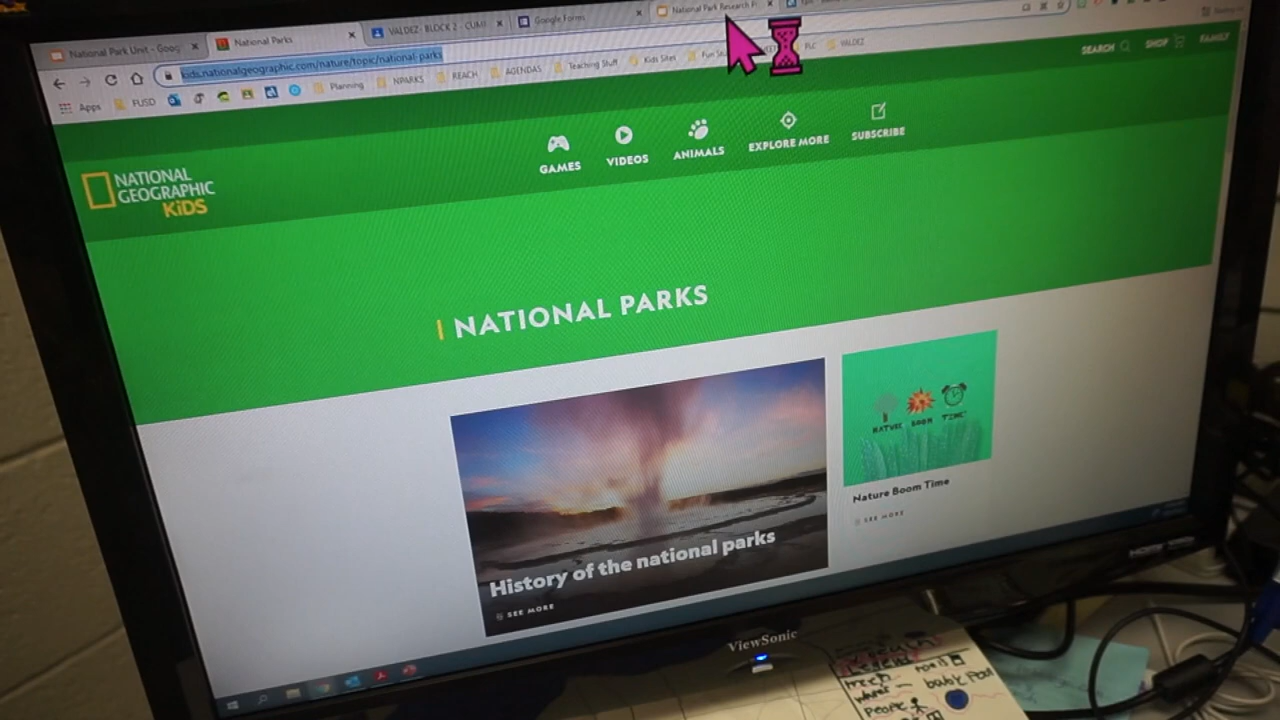 National Park Unit - Goog
National Parks
VALDEZ- BLOCK 2 - CUM
Google Forms
National Park Research P
kids.nationalgeographic.com/nature/topic/national-parks
Apps
FUSD
Planning
NPARKS
REACH
AGENDAS
Teaching Stuff
Kids Sites
Fun Stu
PLC
VALDEZ
SEARCH
SHOP
FAMILY
GAMES
VIDEOS
ANIMALS
EXPLORE MORE
SUBSCRIBE
NATIONAL
GEOGRAPHIC
KiDS
NATIONAL PARKS
NATURE BOOM TIME
History of the national parks
SEE MORE
Nature Boom Time
SEE MORE
ViewSonic
people